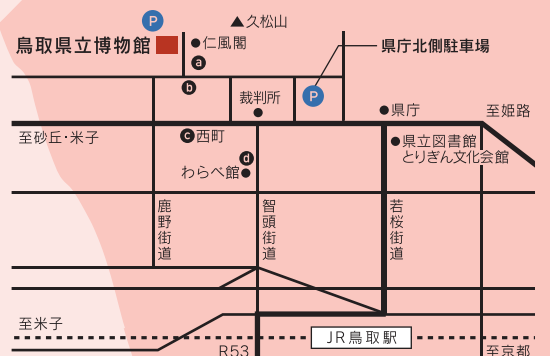 P
▲久松山
鳥取県立博物館
●仁風閣
a
県庁北側駐車場
b
裁判所
P
●県庁
至姫路
至砂丘・米子
c西町
●県立図書館
とりぎん文化会館
d
わらべ館●
鹿野街道
智頭街道
若桜街道
至米子
JR鳥取駅
R53
至京都